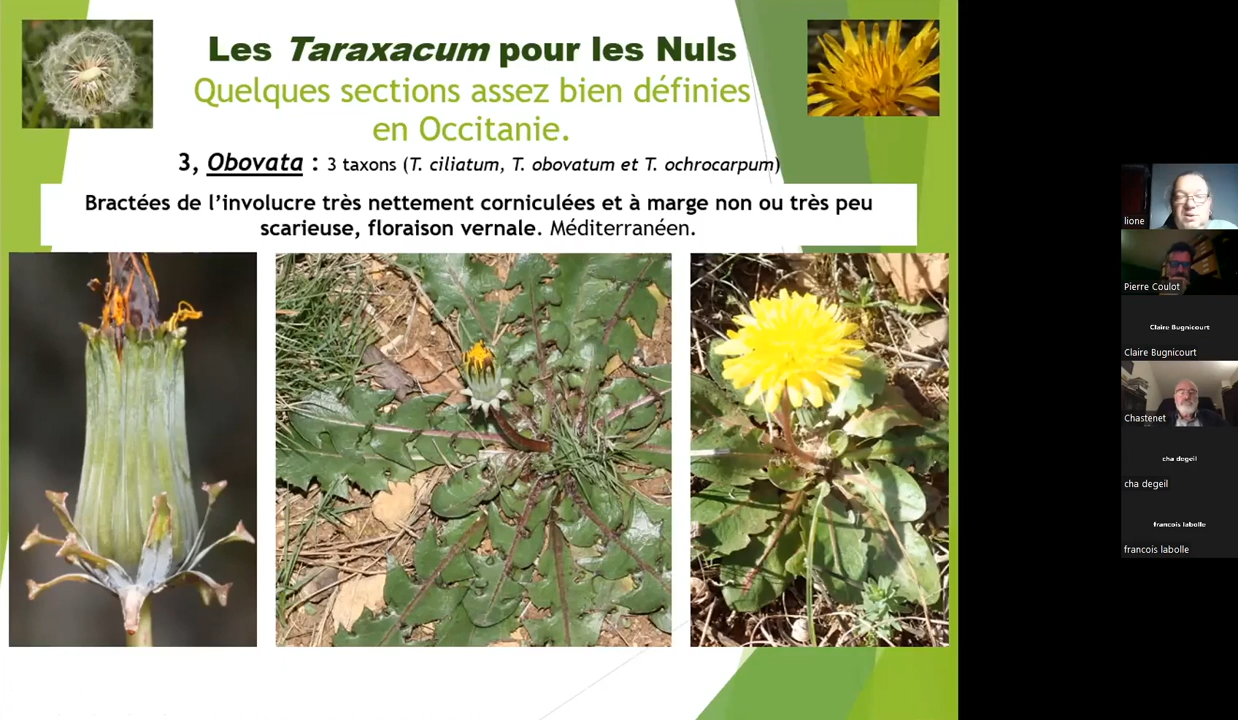 Les Taraxacum pour les Nuls
Quelques sections assez bien définies
en Occitanie.
3, Obovata : 3 taxons (T. ciliatum, T. obovatum et T. ochrocarpum)
Bractées de l’involucre très nettement corniculées et à marge non ou très peu
scarieuse, floraison vernale. Méditerranéen.
lione
Pierre Coulot
Claire Bugnicourt
Claire Bugnicourt
Chastenet
cha degeil
cha degeil
francois labolle
francois labolle